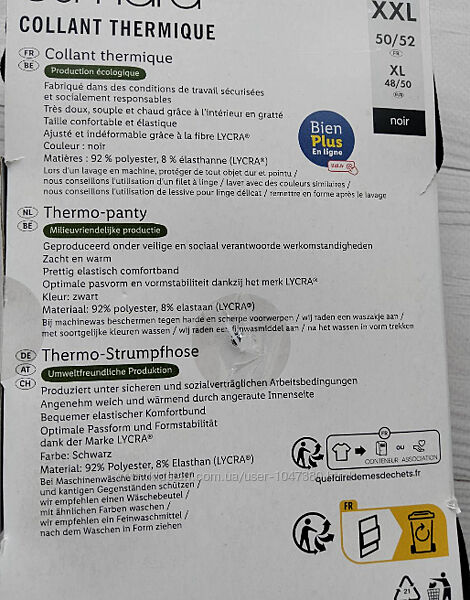 COLLANT THERMIQUE
XXL
50/52
FR
XL
48/50
noir
FR
BE
Collant thermique
Production écologique
Fabriqué dans des conditions de travail sécurisées
et socialement responsables
Très doux, souple et chaud grâce à l'intérieur en gratté
Taille confortable et élastique
Ajusté et indéformable grâce à la fibre LYCRA®
Couleur : noir
Matières : 92 % polyester, 8 % élasthanne (LYCRA®)
Lors d'un lavage en machine, protéger de tout objet dur et pointu /
nous conseillons l'utilisation d'un filet à linge / laver avec des couleurs similaires /
nous conseillons l'utilisation de lessive pour linge délicat / remettre en forme après le lavage
Bien
Plus
En ligne
NL
BE
Thermo-panty
Milieuvriendelijke productie
Geproduceerd onder veilige en sociaal verantwoorde werkomstandigheden
Zacht en warm
Prettig elastisch comfortband
Optimale pasvorm en vormstabiliteit dankzij het merk LYCRA®
Kleur: zwart
Materiaal: 92% polyester, 8% elastaan (LYCRA®)
Bij machinewas beschermen tegen harde en scherpe voorwerpen / wij raden een waszakje aan /
met soortgelijke kleuren wassen / wij raden een fijnwasmiddel aan / na het wassen in vorm trekken
DE
AT
CH
Thermo-Strumpfhose
Umweltfreundliche Produktion
Produziert unter sicheren und sozialverträglichen Arbeitsbedingungen
Angenehm weich und wärmend durch angeraute Innenseite
Bequemer elastischer Komfortbund
Optimale Passform und Formstabilität
dank der Marke LYCRA®
Farbe: Schwarz
Material: 92% Polyester, 8% Elasthan (LYCRA®)
Bei Maschinenwäsche bitte vor harten
und kantigen Gegenständen schützen /
wir empfehlen einen Wäschebeutel /
mit ähnlichen Farben waschen /
wir empfehlen ein Feinwaschmittel /
nach dem Waschen in Form ziehen
FR
OU
CONTENEUR ASSOCIATION
quefairedemesdechets.fr
FR
21